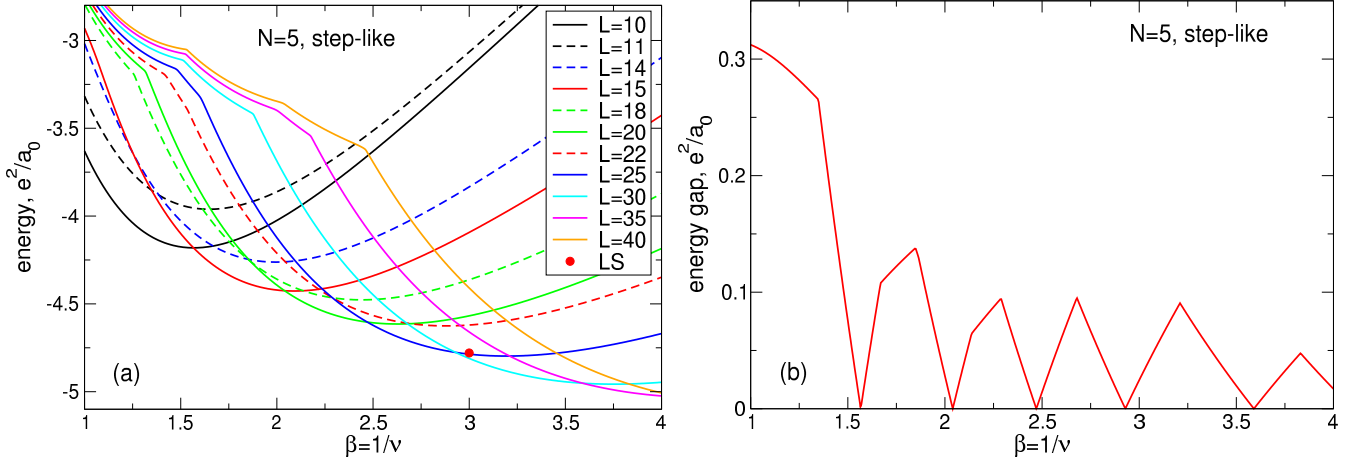 N=5, step-like
L=10
L=11
L=14
L=15
L=18
L=20
L=22
L=25
L=30
L=35
L=40
LS
-3
-3.5
-4
-4.5
-5
energy, e²/a₀
(a)
1
1.5
2
2.5
3
3.5
4
β=1/ν
N=5, step-like
0.3
0.2
0.1
0
energy gap, e²/a₀
(b)
1
1.5
2
2.5
3
3.5
4
β=1/ν